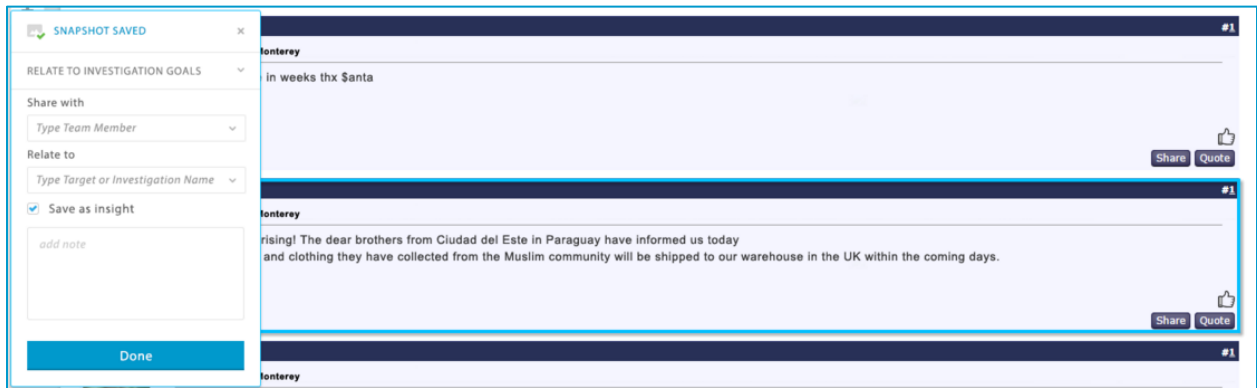 SNAPSHOT SAVED
RELATE TO INVESTIGATION GOALS
Share with
Type Team Member
Relate to
Type Target or Investigation Name
Save as insight
add note
Done
#1
in weeks thx $anta
Share Quote
#1
rising! The dear brothers from Ciudad del Este in Paraguay have informed us today
and clothing they have collected from the Muslim community will be shipped to our warehouse in the UK within the coming days.
Share Quote
#1